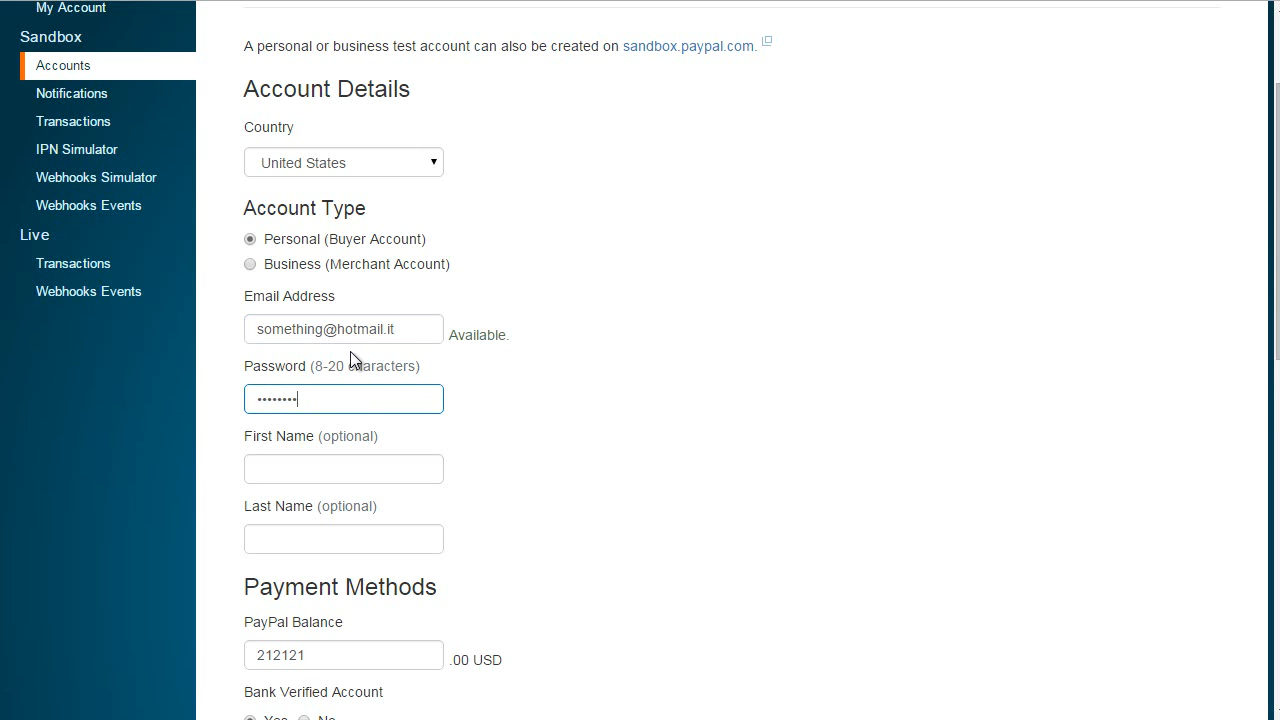 My Account
Sandbox
Accounts
Notifications
Transactions
IPN Simulator
Webhooks Simulator
Webhooks Events
Live
Transactions
Webhooks Events
A personal or business test account can also be created on sandbox.paypal.com.
Account Details
Country
United States
Account Type
Personal (Buyer Account)
Business (Merchant Account)
Email Address
something@hotmail.it Available.
Password (8-20 characters)
••••••••
First Name (optional)
Last Name (optional)
Payment Methods
PayPal Balance
212121 .00 USD
Bank Verified Account
Yes No